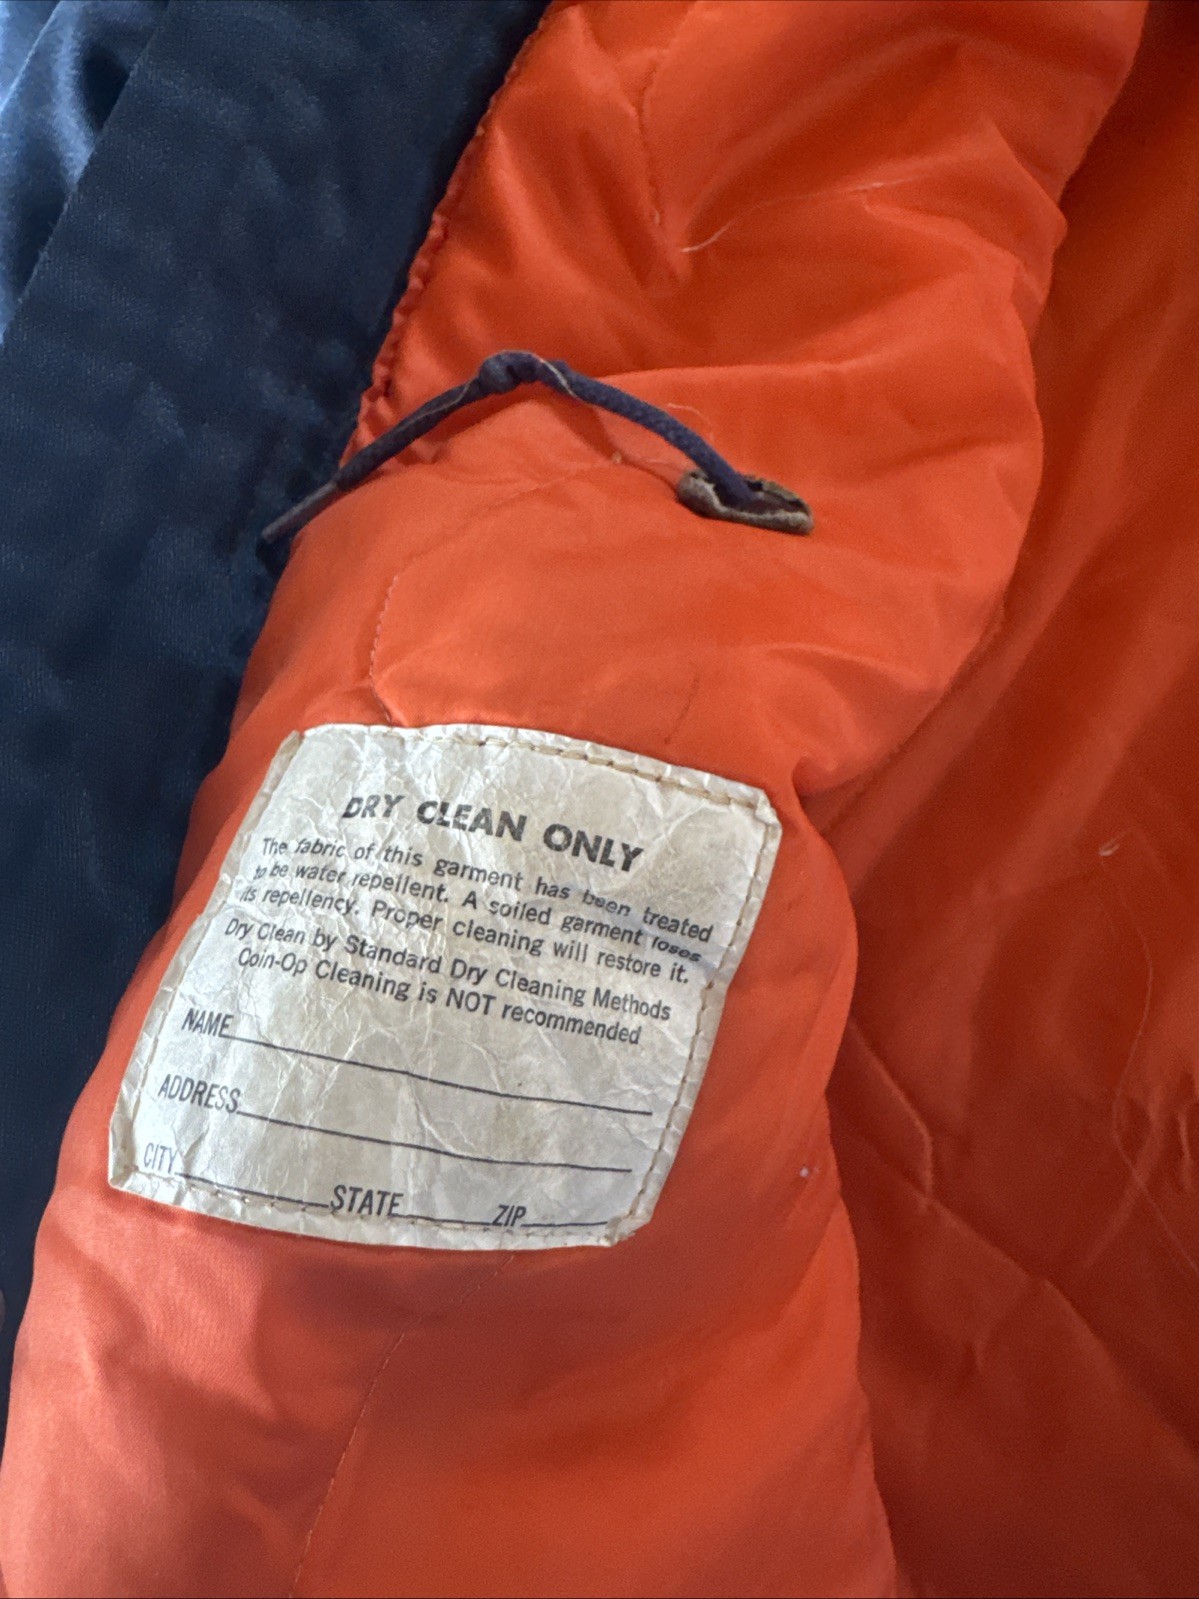 DRY CLEAN ONLY
The fabric of this garment has been treated
to be water repellent. A soiled garment loses
its repellency. Proper cleaning will restore it.
Dry Clean by Standard Dry Cleaning Methods
Coin-Op Cleaning is NOT recommended
NAME
ADDRESS
CITY STATE ZIP